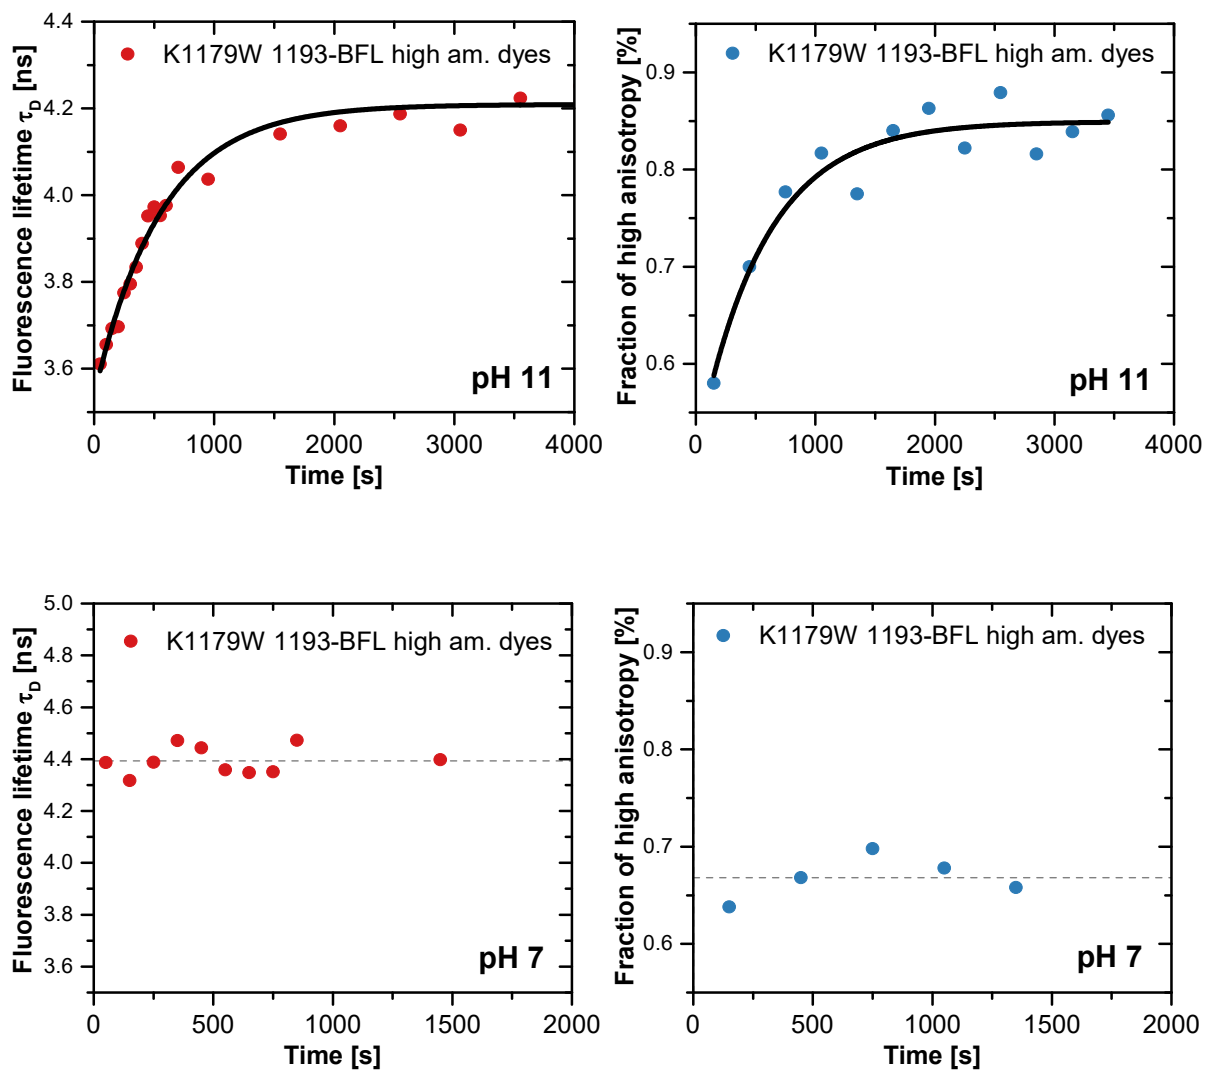 Fluorescence lifetime τD [ns]
4.4
4.2
4.0
3.8
3.6
K1179W 1193-BFL high am. dyes
pH 11
0 1000 2000 3000 4000
Time [s]
Fraction of high anisotropy [%]
0.9
0.8
0.7
0.6
K1179W 1193-BFL high am. dyes
pH 11
0 1000 2000 3000 4000
Time [s]
Fluorescence lifetime τD [ns]
5.0
4.8
4.6
4.4
4.2
4.0
3.8
3.6
K1179W 1193-BFL high am. dyes
pH 7
0 500 1000 1500 2000
Time [s]
Fraction of high anisotropy [%]
0.9
0.8
0.7
0.6
K1179W 1193-BFL high am. dyes
pH 7
0 500 1000 1500 2000
Time [s]